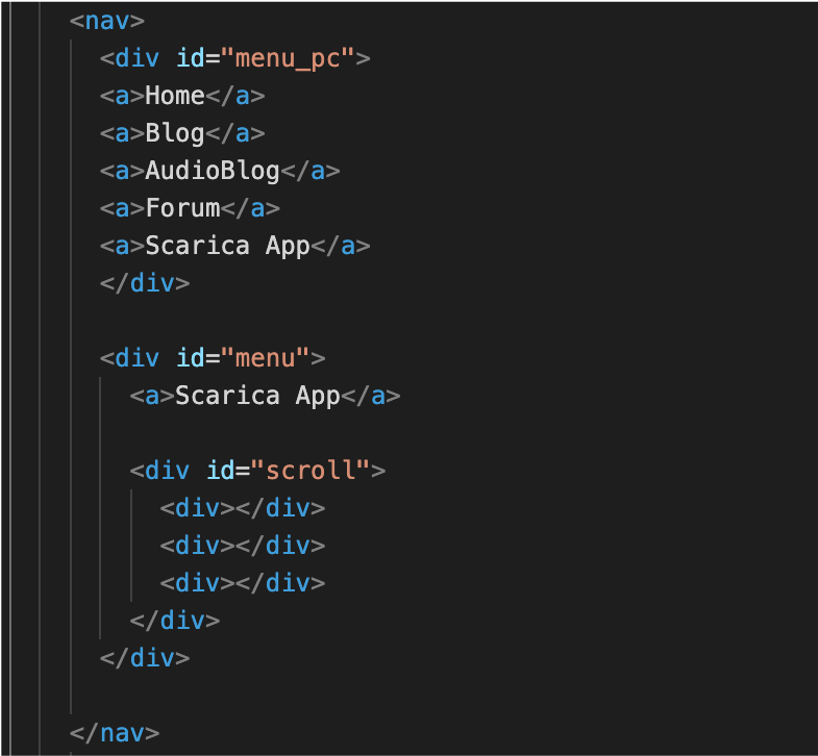 <nav>
<div id="menu_pc">
<a>Home</a>
<a>Blog</a>
<a>AudioBlog</a>
<a>Forum</a>
<a>Scarica App</a>
</div>
<div id="menu">
<a>Scarica App</a>
<div id="scroll">
<div></div>
<div></div>
<div></div>
</div>
</div>
</nav>